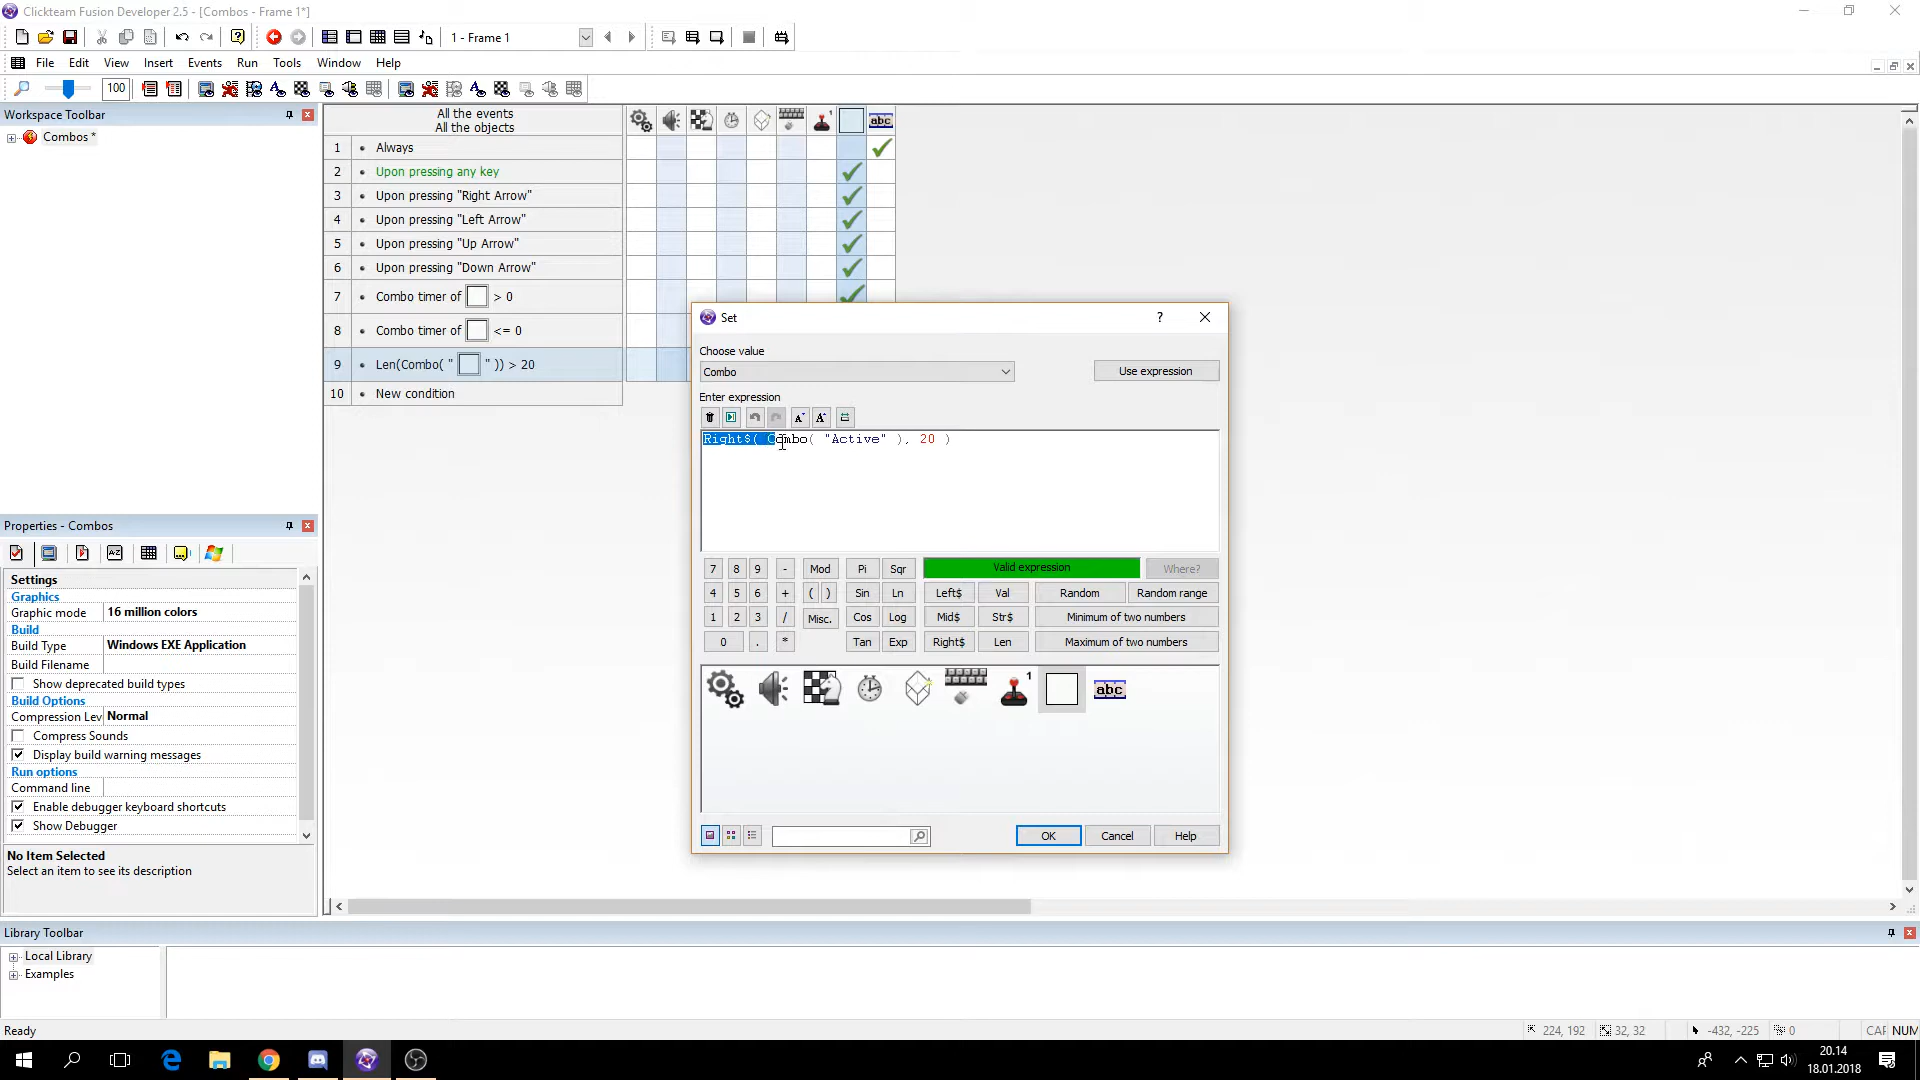 Clickteam Fusion Developer 2.5 - [Combos - Frame 1*]
1 - Frame 1
File Edit View Insert Events Run Tools Window Help
100
Workspace Toolbar
Combos *
All the events
All the objects
1 • Always
2 • Upon pressing any key
3 • Upon pressing "Right Arrow"
4 • Upon pressing "Left Arrow"
5 • Upon pressing "Up Arrow"
6 • Upon pressing "Down Arrow"
7 • Combo timer of > 0
8 • Combo timer of <= 0
9 • Len(Combo( " " )) > 20
10 • New condition
abc
Set
?
Choose value
Combo
Use expression
Enter expression
Right$( Combo( "Active" ), 20 )
7 8 9 - Mod Pi Sqr Valid expression Where?
4 5 6 + ( ) Sin Ln Left$ Val Random Random range
1 2 3 / Misc. Cos Log Mid$ Str$ Minimum of two numbers
0 . * Tan Exp Right$ Len Maximum of two numbers
1
abc
OK Cancel Help
Properties - Combos
Settings
Graphics
Graphic mode 16 million colors
Build
Build Type Windows EXE Application
Build Filename
Show deprecated build types
Build Options
Compression Lev Normal
Compress Sounds
Display build warning messages
Run options
Command line
Enable debugger keyboard shortcuts
Show Debugger
No Item Selected
Select an item to see its description
Library Toolbar
Local Library
Examples
Ready
224, 192 32, 32 -432, -225 0 CAP NUM
20.14
18.01.2018